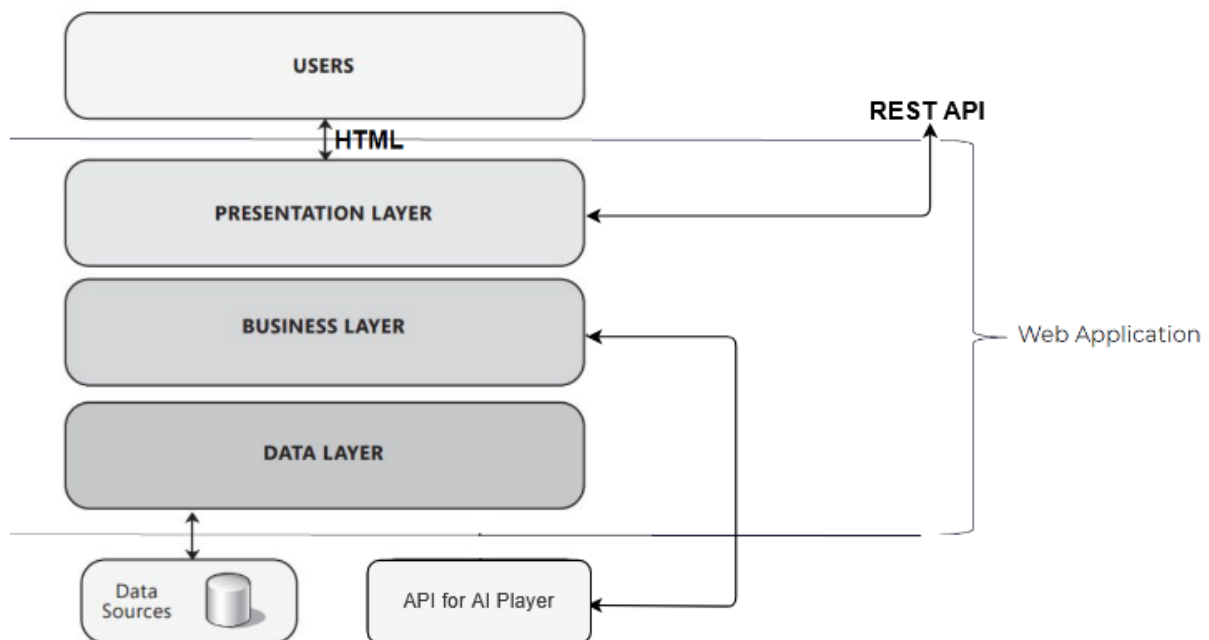 USERS
REST API
HTML
PRESENTATION LAYER
BUSINESS LAYER
Web Application
DATA LAYER
Data
Sources
API for AI Player